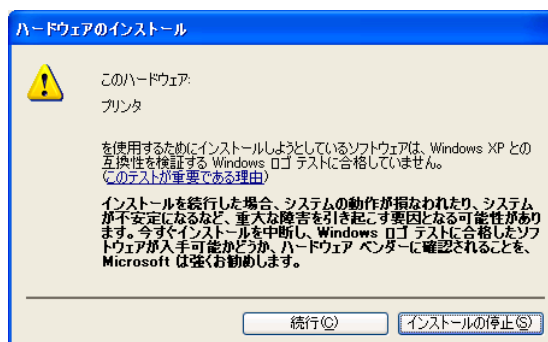 ハードウェアのインストール
このハードウェア:
プリンタ
を使用するためにインストールしようとしているソフトウェアは、Windows XP との
互換性を検証する Windows ロゴ テストに合格していません。
(このテストが重要である理由)
インストールを続行した場合、システムの動作が損なわれたり、システム
が不安定になるなど、重大な障害を引き起こす要因となる可能性があり
ます。今すぐインストールを中断し、Windows ロゴ テストに合格したソフ
トウェアが入手可能かどうか、ハードウェア ベンダーに確認されることを、
Microsoft は強くお勧めします。
続行(C) インストールの停止(S)